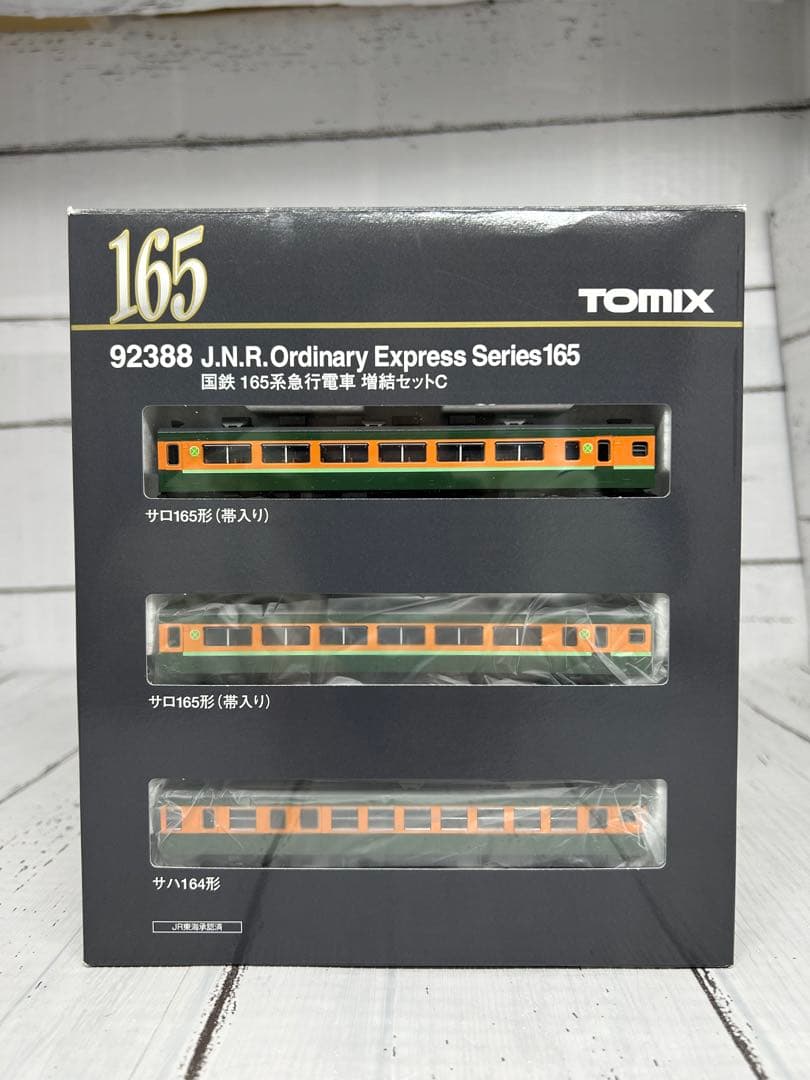 165
TOMIX
92388 J.N.R. Ordinary Express Series165
国鉄 165系急行電車 増結セットC
サロ165形(帯入り)
サロ165形(帯入り)
サハ164形
JR東海承認済